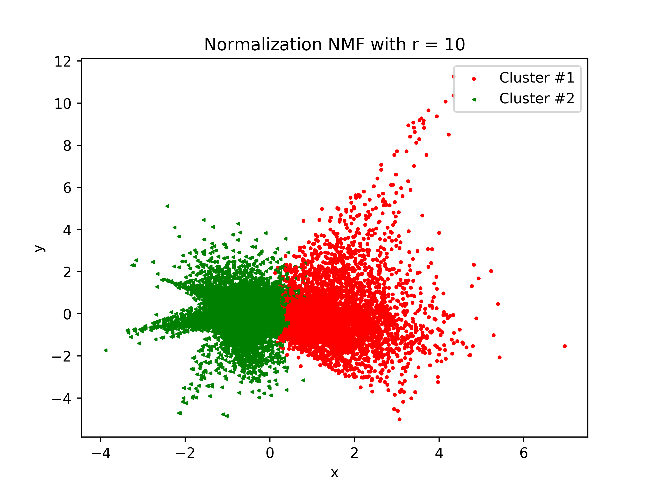 Normalization NMF with r = 10
Cluster #1
Cluster #2
12
10
8
6
4
2
0
−2
−4
y
−4 −2 0 2 4 6
x